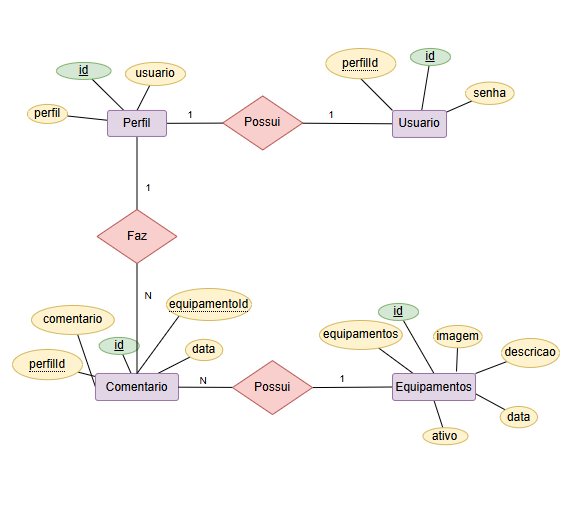 id
usuario
perfilId
id
perfil
senha
Perfil
1
Possui
1
Usuario
1
Faz
N
comentario
equipamentoId
id
data
perfilId
id
equipamentos
imagem
descricao
Comentario
N
Possui
1
Equipamentos
data
ativo